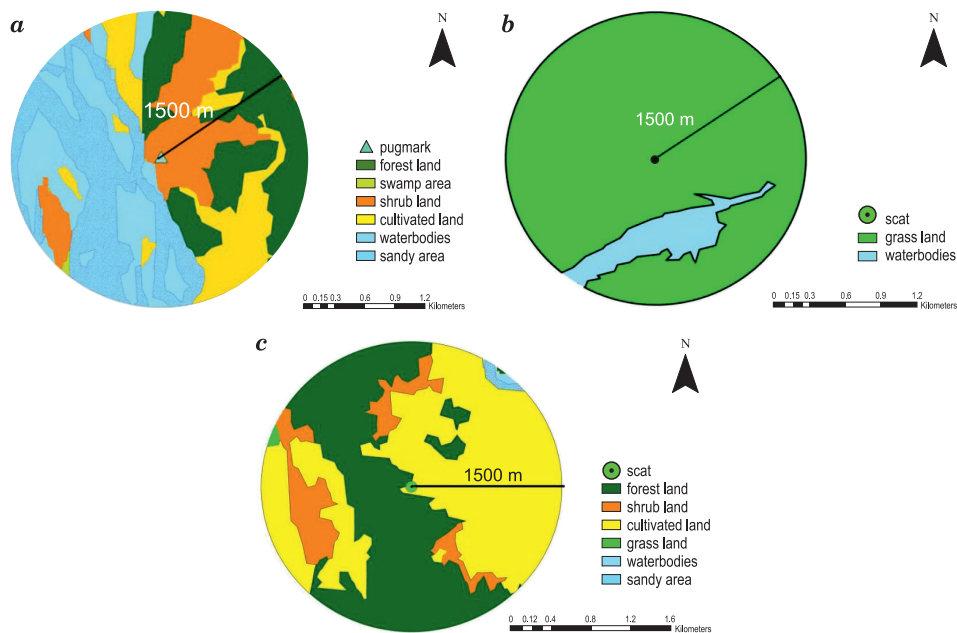 a
N
1500 m
pugmark
forest land
swamp area
shrub land
cultivated land
waterbodies
sandy area
0 0.15 0.3 0.6 0.9 1.2
Kilometers
b
N
1500 m
scat
grass land
waterbodies
0 0.15 0.3 0.6 0.9 1.2
Kilometers
c
N
1500 m
scat
forest land
shrub land
cultivated land
grass land
waterbodies
sandy area
0 0.12 0.4 0.8 1.2 1.6
Kilometers